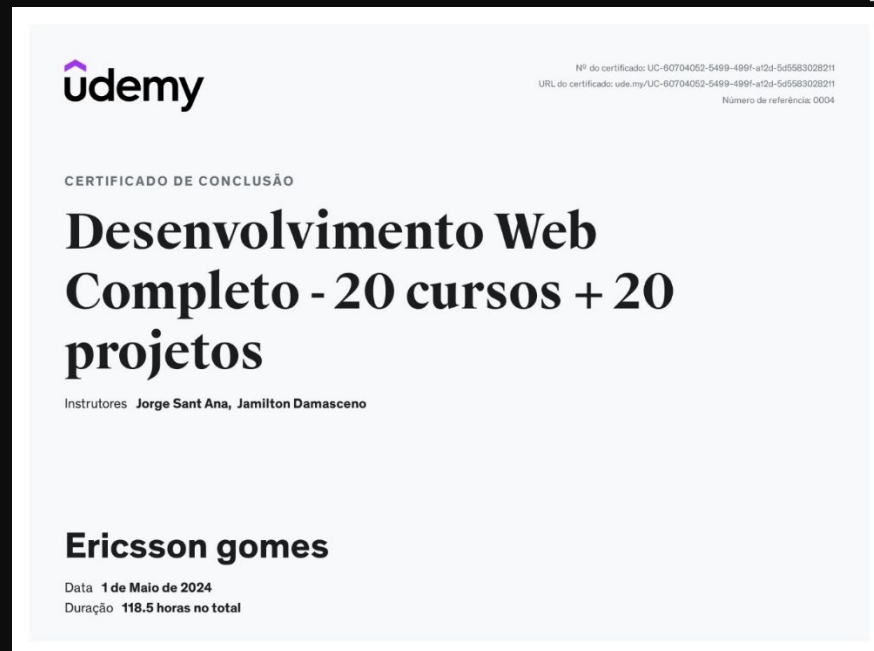 ûdemy
Nº do certificado: UC-60704052-5499-499f-a12d-5d5583028211
URL do certificado: ude.my/UC-60704052-5499-499f-a12d-5d5583028211
Número de referência: 0004
CERTIFICADO DE CONCLUSÃO
Desenvolvimento Web
Completo - 20 cursos + 20
projetos
Instrutores Jorge Sant Ana, Jamilton Damasceno
Ericsson gomes
Data 1 de Maio de 2024
Duração 118.5 horas no total